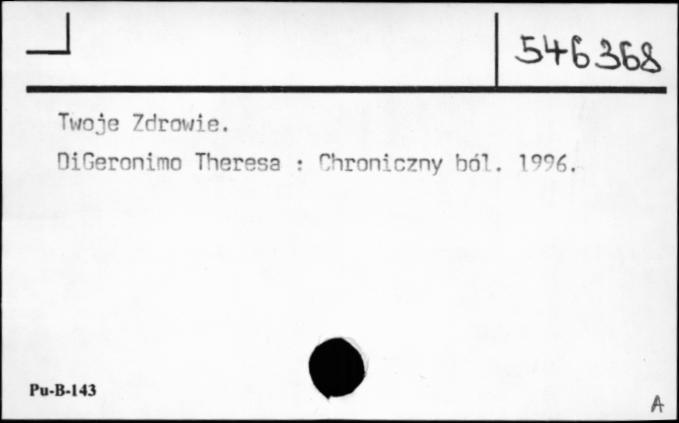 546368
Twoje Zdrowie.
DiGeronimo Theresa : Chroniczny ból. 1996.
Pu-B-143
A